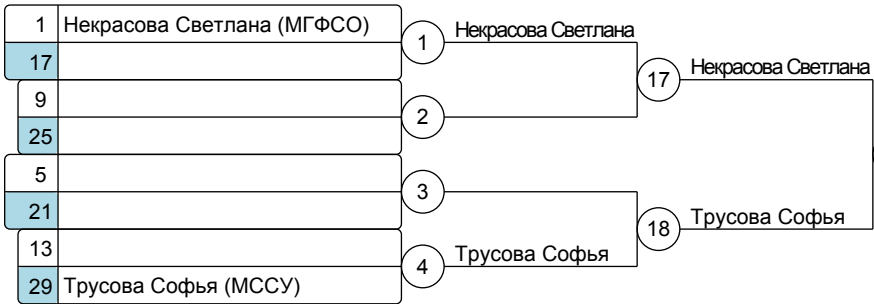 1 Некрасова Светлана (МГФСО)
17
9
25
5
21
13
29 Трусова Софья (МССУ)
1 Некрасова Светлана
2
3
4 Трусова Софья
17 Некрасова Светлана
18 Трусова Софья